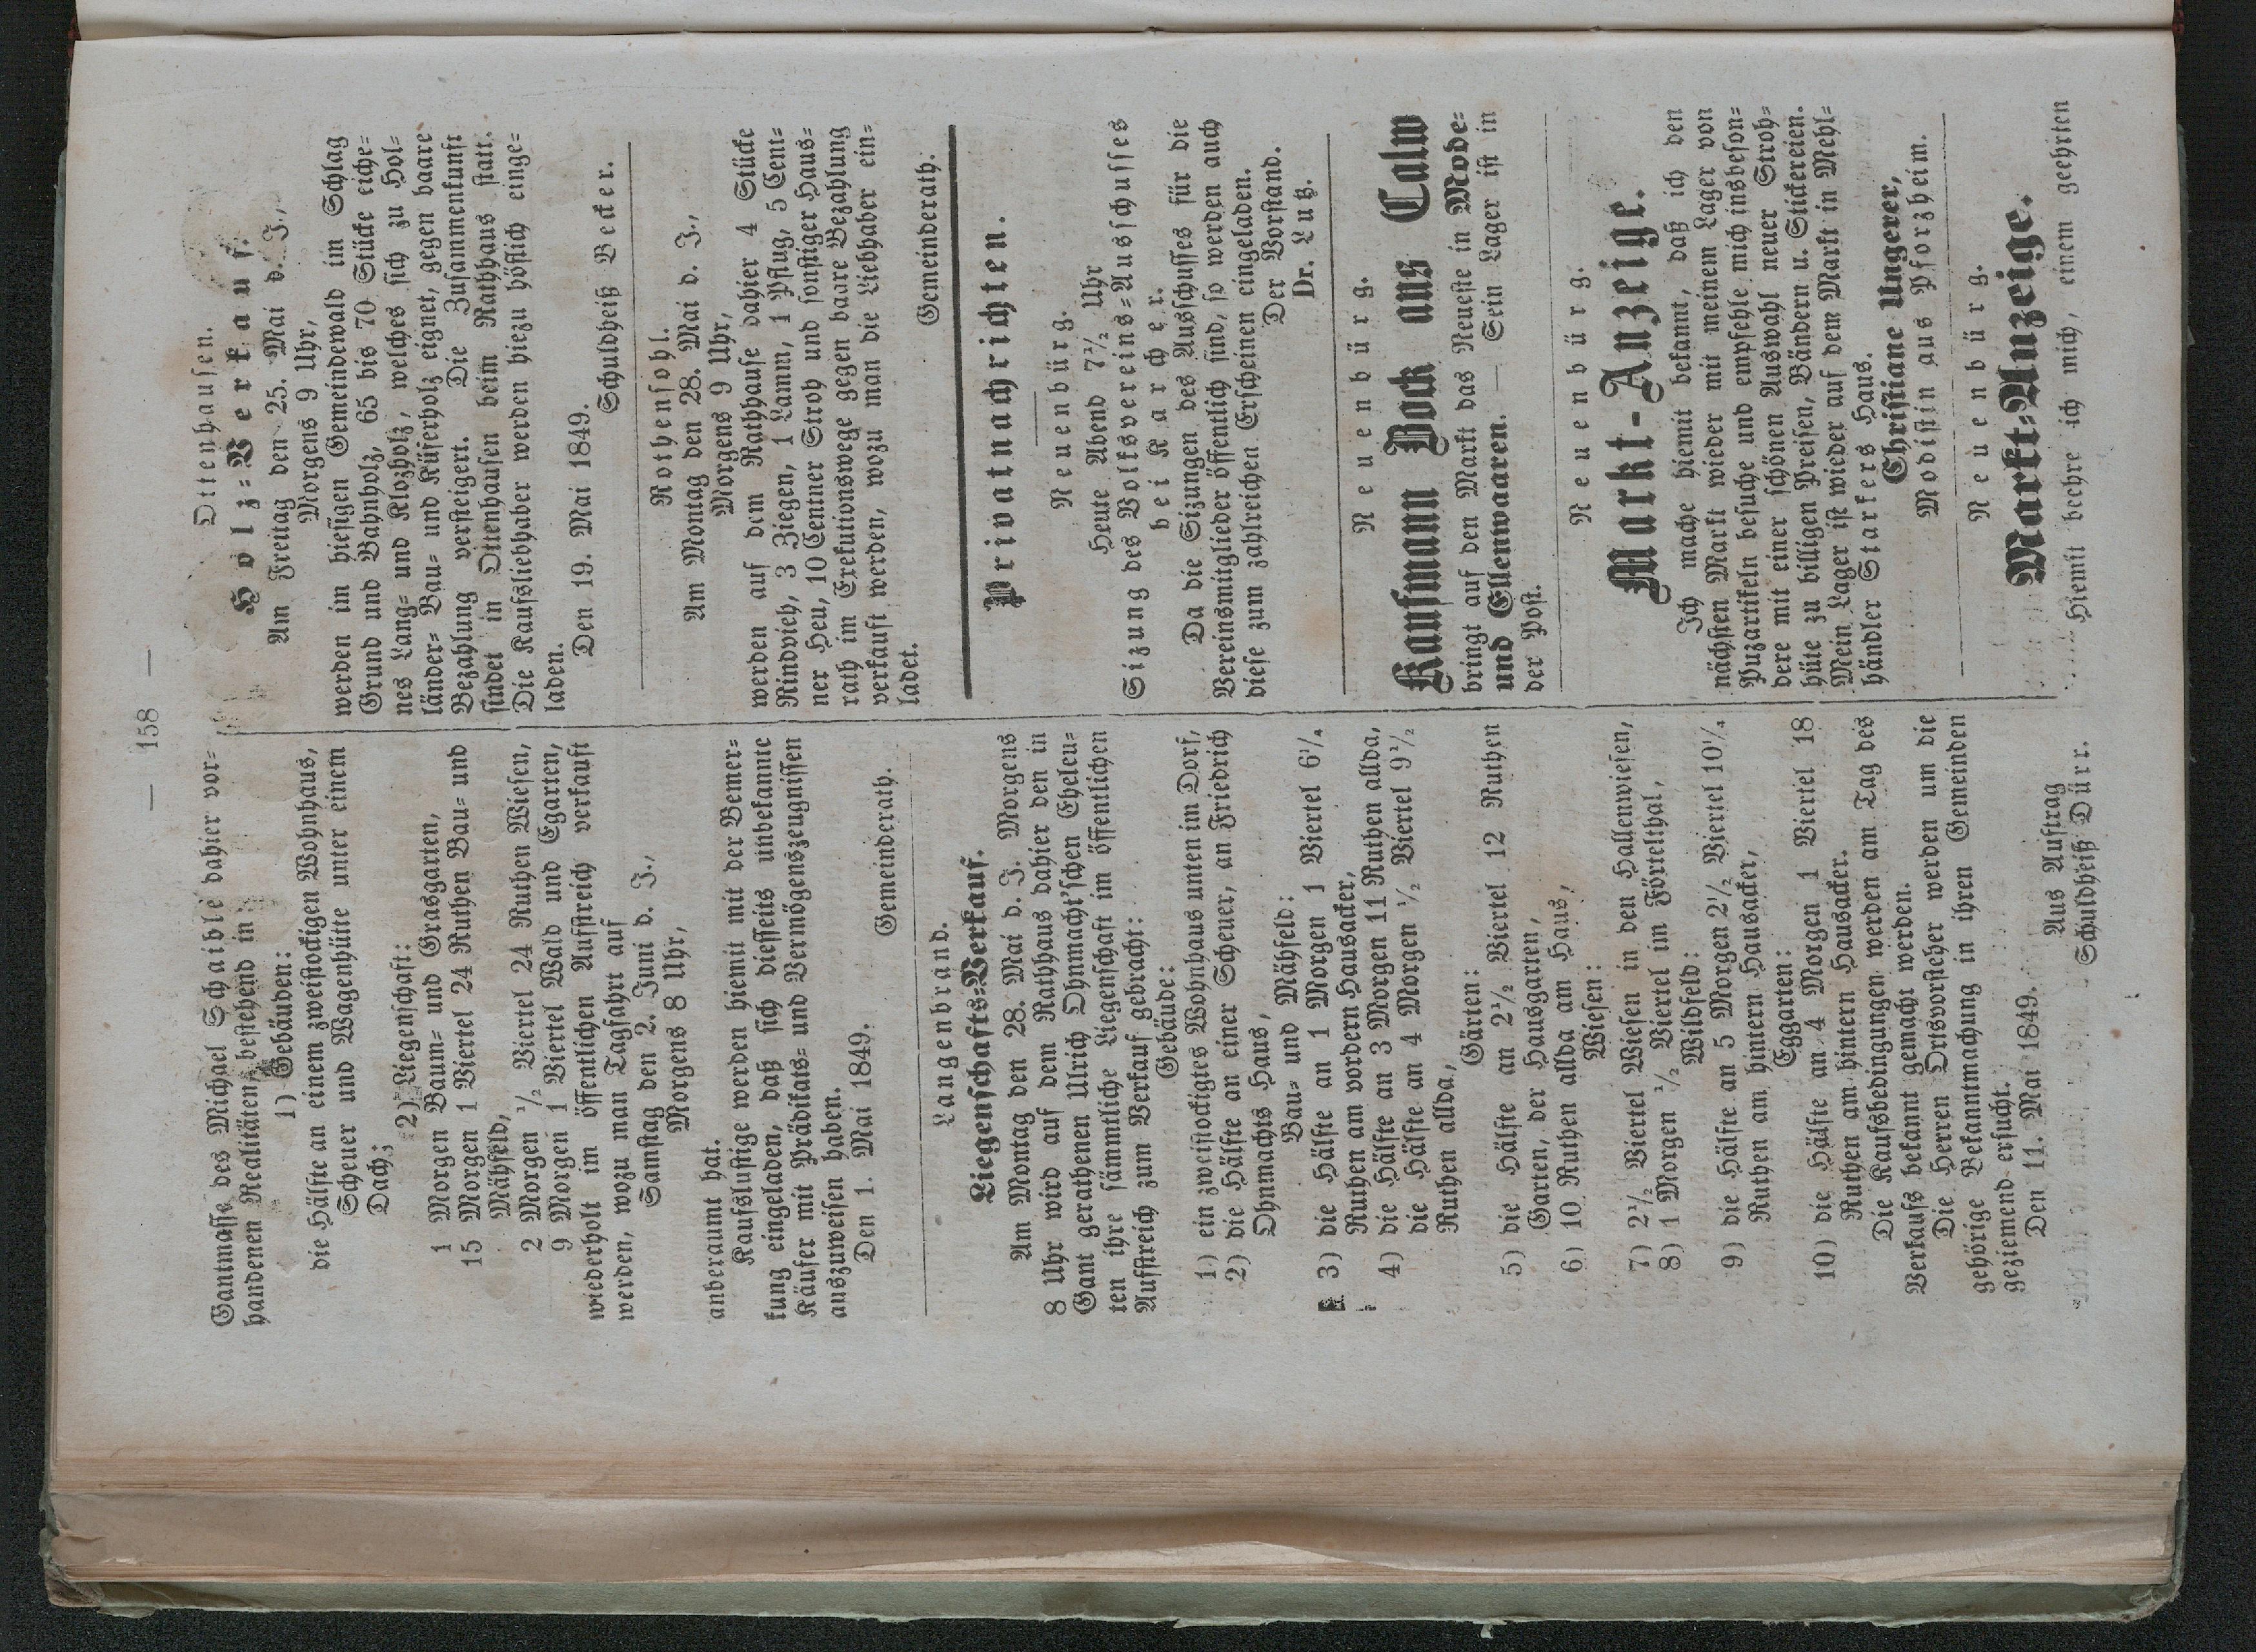 — 158 —
Gantmasse des Michael Schaible dahier vor-
handenen Realitäten, bestehend in
1) Gebäuden:
die Hälfte an einem zweistockigen Wohnhaus,
Scheuer und Wagenhütte unter einem
Dach;
2) Liegenschaft:
1 Morgen Baum- und Grasgarten,
15 Morgen 1 Viertel 24 Ruthen Bau- und
Mähfeld,
2 Morgen ½ Viertel 24 Ruthen Wiesen,
9 Morgen 1 Viertel Wald und Egarten,
wiederholt im öffentlichen Aufstreich verkauft
werden, wozu man Tagfahrt auf
Samstag den 2. Juni d. J.,
Morgens 8 Uhr,
anberaumt hat.
Kaufslustige werden hiemit mit der Bemer-
kung eingeladen, daß sich diesseits unbekannte
Käufer mit Prädikats- und Vermögenszeugnissen
auszuweisen haben.
Den 1. Mai 1849.
Gemeinderath.
Langenbrand.
Liegenschafts-Verkauf.
Am Montag den 28. Mai d. J. Morgens
8 Uhr wird auf dem Rathhaus dahier den in
Gant gerathenen Ulrich Ohnmacht'schen Eheleu-
ten ihre sämmtliche Liegenschaft im öffentlichen
Aufstreich zum Verkauf gebracht:
Gebäude:
1) ein zweistockigtes Wohnhaus unten im Dorf,
2) die Hälfte an einer Scheuer, an Friedrich
Ohnmachts Haus,
Bau- und Mähfeld:
3) die Hälfte an 1 Morgen 1 Viertel 6¼
Ruthen am vordern Hausacker,
4) die Hälfte an 3 Morgen 11 Ruthen allda,
die Hälfte an 4 Morgen ½ Viertel 9½
Ruthen allda,
Gärten:
5) die Hälfte an 2½ Viertel 12 Ruthen
Garten, der Hausgarten,
6) 10 Ruthen allda am Haus,
Wiesen:
7) 2½ Viertel Wiesen in den Hallenwiesen,
8) 1 Morgen ½ Viertel im Förtelthal,
Wildfeld:
9) die Hälfte an 5 Morgen 2½ Viertel 10¼
Ruthen am hintern Hausacker,
Eggarten:
10) die Hälfte an 4 Morgen 1 Viertel 18
Ruthen am hintern Hausacker.
Die Kaufsbedingungen werden am Tag des
Verkaufs bekannt gemacht werden.
Die Herren Ortsvorsteher werden um die
gehörige Bekanntmachung in ihren Gemeinden
geziemend ersucht.
Den 11. Mai 1849.
Aus Auftrag
Schuldheiß Dürr.
Ottenhausen.
Holz-Verkauf.
Am Freitag den 25. Mai d. J.,
Morgens 9 Uhr,
werden im hiesigen Gemeindewald im Schlag
Grund und Bahnholz, 65 bis 70 Stücke eiche-
nes Lang- und Klozholz, welches sich zu Hol-
länder- Bau- und Küferholz eignet, gegen baare
Bezahlung versteigert. Die Zusammenkunft
findet in Ottenhausen beim Rathhaus statt.
Die Kaufsliebhaber werden hiezu höflich einge-
laden.
Den 19. Mai 1849.
Schuldheiß Becker.
Rothensohl.
Am Montag den 28. Mai d. J.,
Morgens 9 Uhr,
werden auf dem Rathhause dahier 4 Stücke
Rindvieh, 3 Ziegen, 1 Lamm, 1 Pflug, 5 Cent-
ner Heu, 10 Centner Stroh und sonstiger Haus-
rath im Exekutionswege gegen baare Bezahlung
verkauft werden, wozu man die Liebhaber ein-
ladet.
Gemeinderath.
Privatnachrichten.
Neuenbürg.
Heute Abend 7½ Uhr
Sizung des Volksvereins-Ausschusses
bei Karcher.
Da die Sizungen des Ausschusses für die
Vereinsmitglieder öffentlich sind, so werden auch
diese zum zahlreichen Erscheinen eingeladen.
Der Vorstand.
Dr. Lutz.
Neuenbürg.
Kaufmann Bock aus Calw
bringt auf den Markt das Neueste in Mode-
und Ellenwaaren. — Sein Lager ist in
der Post.
Neuenbürg.
Markt-Anzeige.
Ich mache hiemit bekannt, daß ich den
nächsten Markt wieder mit meinem Lager von
Puzartikeln besuche und empfehle mich insbeson-
dere mit einer schönen Auswahl neuer Stroh-
hüte zu billigen Preisen, Bändern u. Stickereien.
Mein Lager ist wieder auf dem Markt in Mehl-
händler Starkers Haus.
Christiane Ungerer,
Modistin aus Pforzheim.
Neuenbürg.
Markt-Anzeige.
Hiemit beehre ich mich, einem geehrten